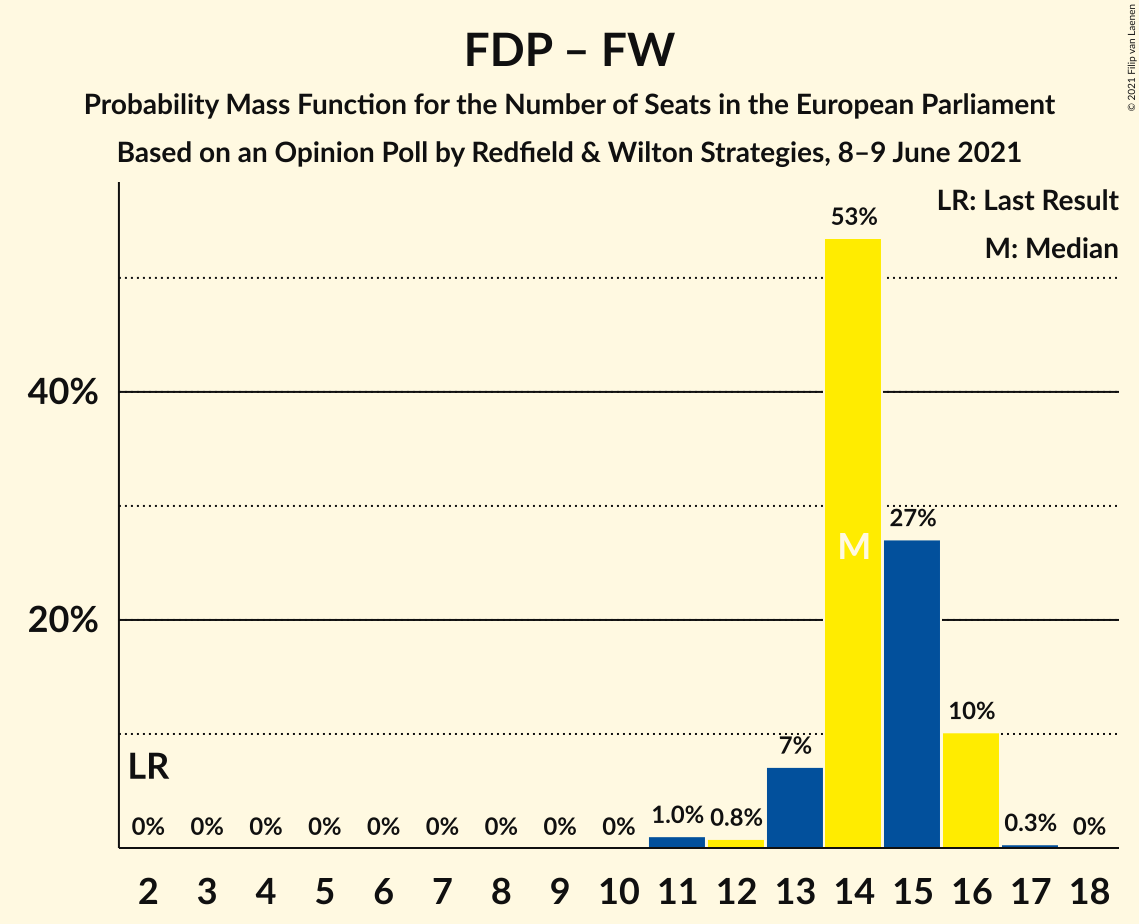 FDP – FW
Probability Mass Function for the Number of Seats in the European Parliament
Based on an Opinion Poll by Redfield & Wilton Strategies, 8–9 June 2021
© 2021 Filip van Laenen
LR: Last Result
M: Median
53%
40%
27%
M
20%
10%
7%
LR
0% 0% 0% 0% 0% 0% 0% 0% 0% 1.0% 0.8% 0.3% 0%
2 3 4 5 6 7 8 9 10 11 12 13 14 15 16 17 18